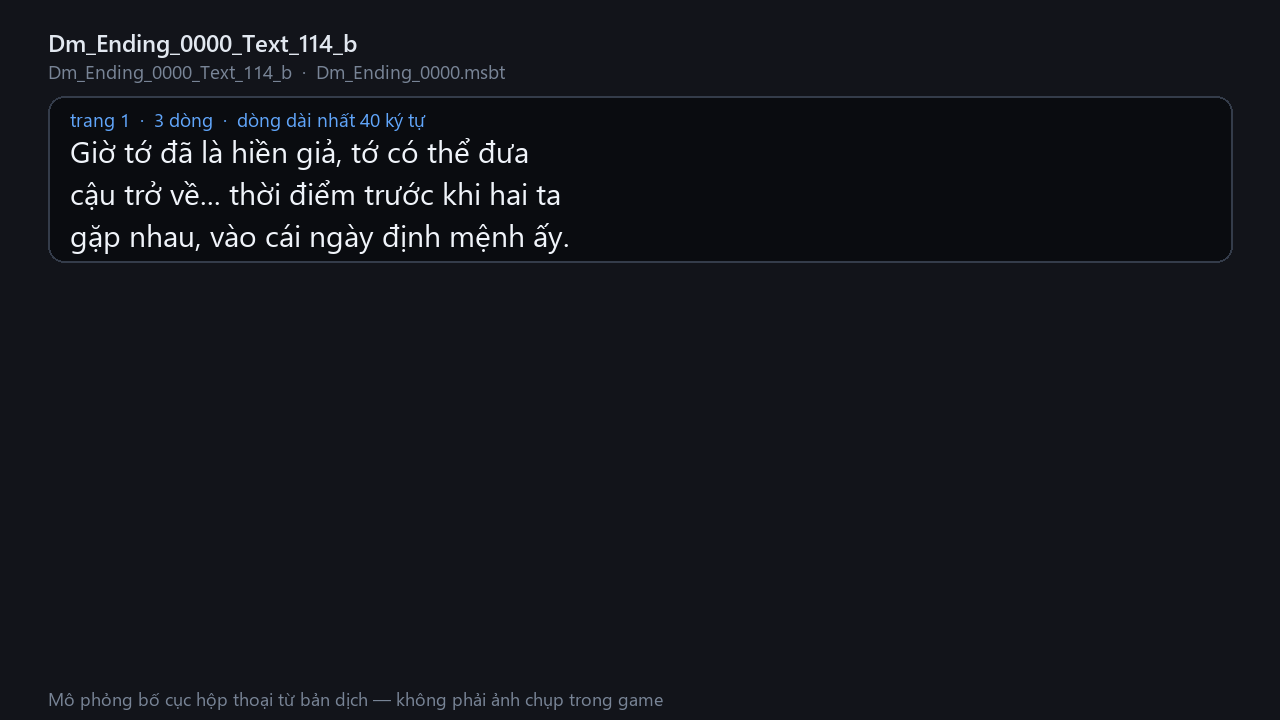 Dm_Ending_0000_Text_114_b
Dm_Ending_0000_Text_114_b · Dm_Ending_0000.msbt
trang 1 · 3 dòng · dòng dài nhất 40 ký tự
Giờ tớ đã là hiền giả, tớ có thể đưa
cậu trở về... thời điểm trước khi hai ta
gặp nhau, vào cái ngày định mệnh ấy.
Mô phỏng bố cục hộp thoại từ bản dịch — không phải ảnh chụp trong game